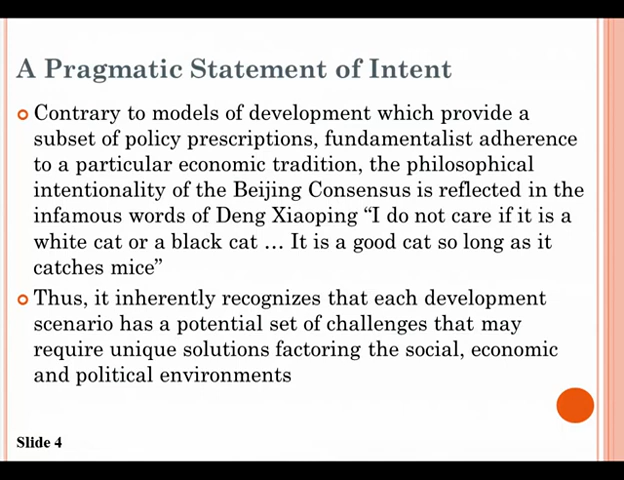 A Pragmatic Statement of Intent
Contrary to models of development which provide a
subset of policy prescriptions, fundamentalist adherence
to a particular economic tradition, the philosophical
intentionality of the Beijing Consensus is reflected in the
infamous words of Deng Xiaoping “I do not care if it is a
white cat or a black cat … It is a good cat so long as it
catches mice”
Thus, it inherently recognizes that each development
scenario has a potential set of challenges that may
require unique solutions factoring the social, economic
and political environments
Slide 4